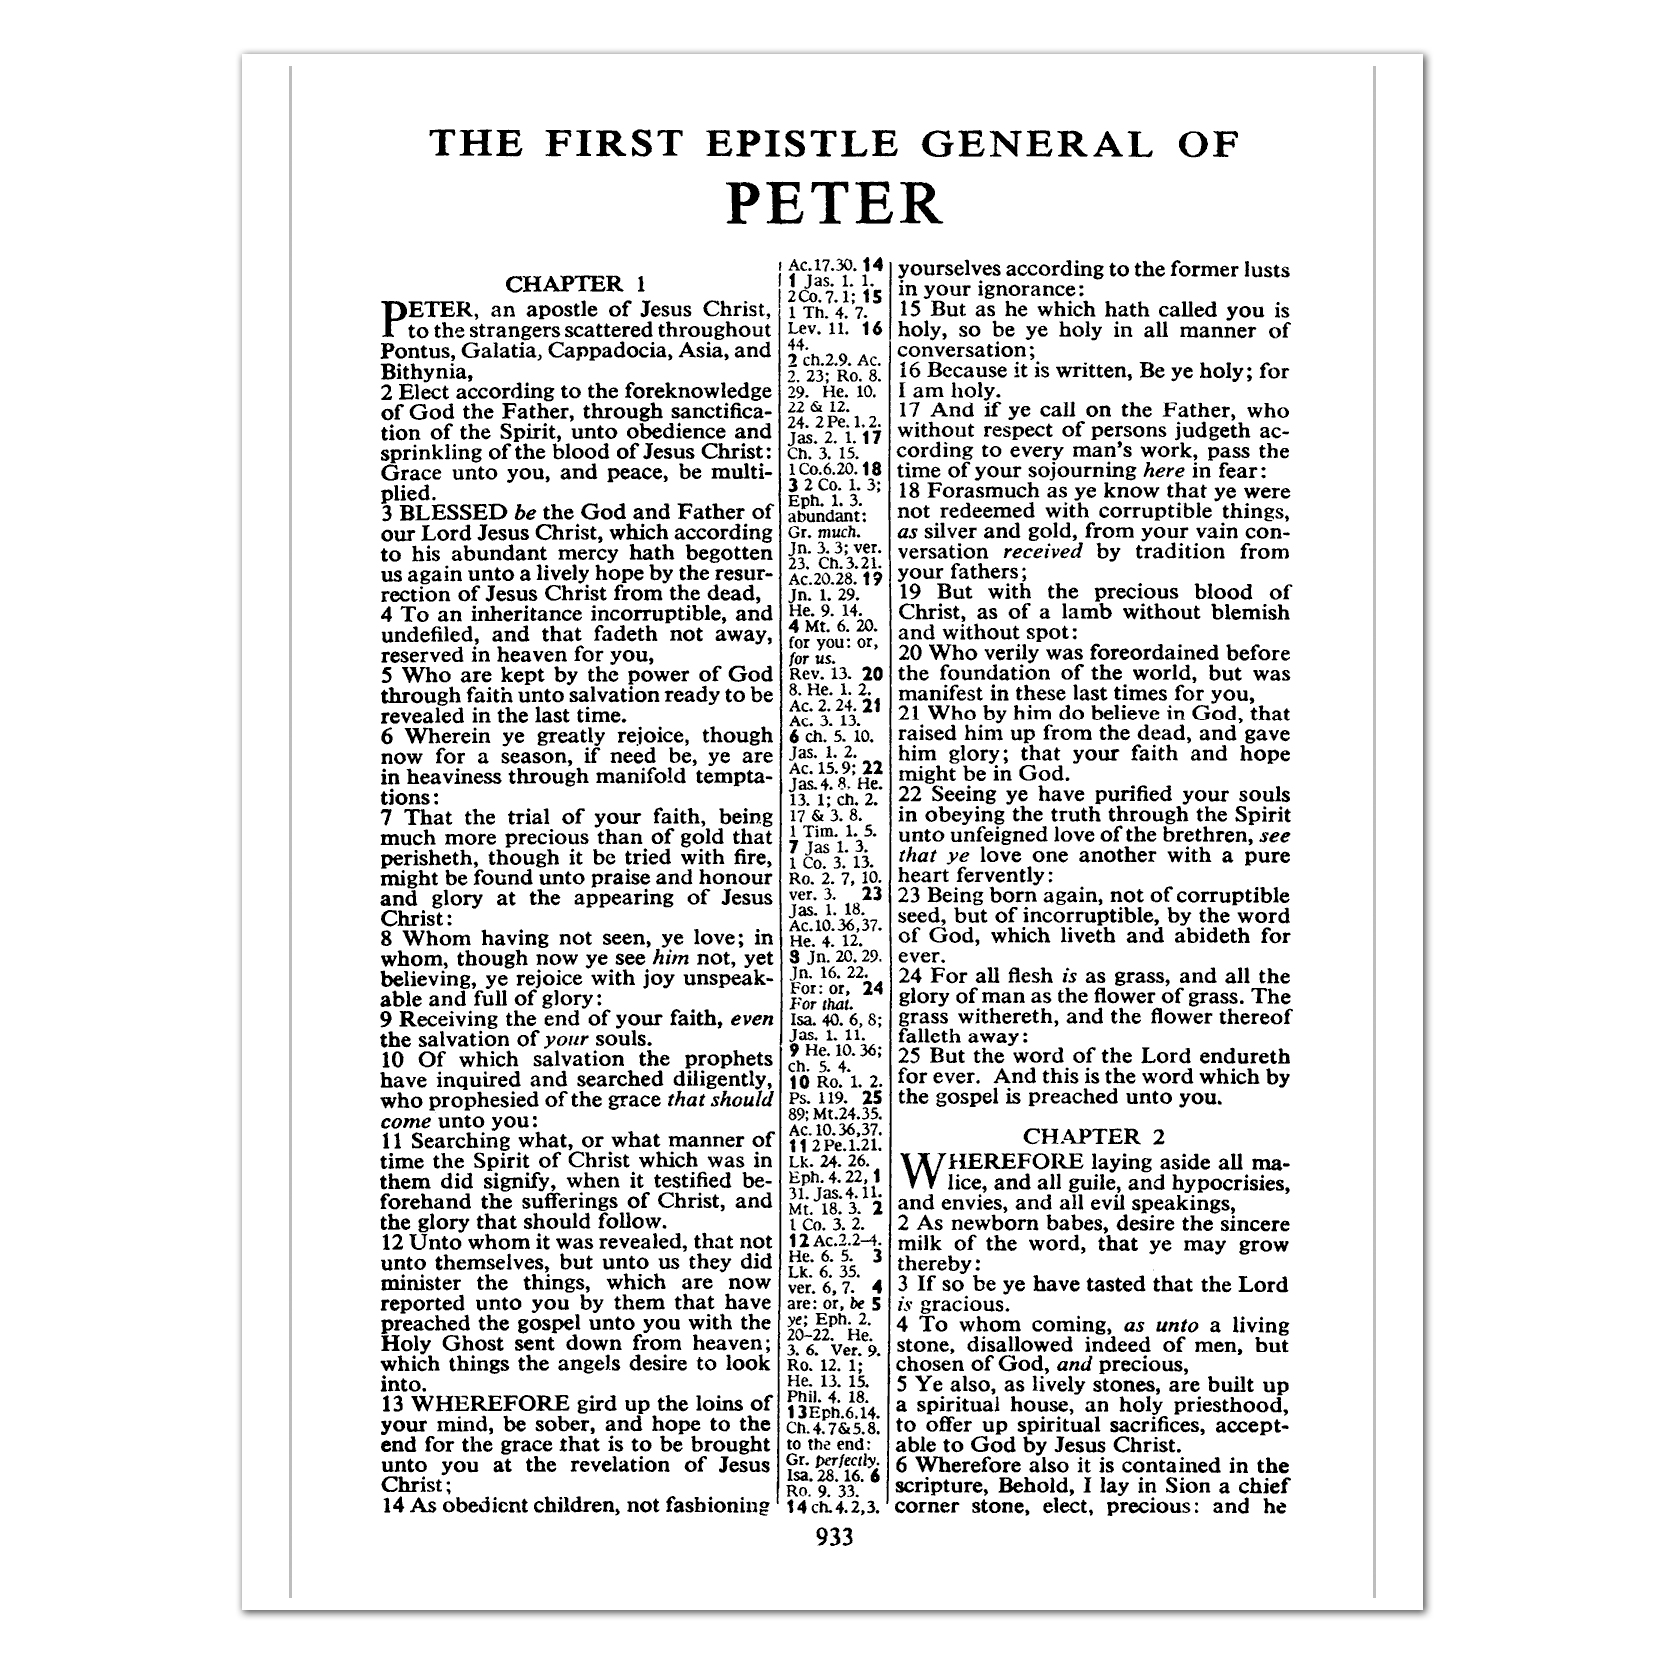 THE FIRST EPISTLE GENERAL OF
PETER
CHAPTER 1
PETER, an apostle of Jesus Christ,
to the strangers scattered throughout
Pontus, Galatia, Cappadocia, Asia, and
Bithynia,
2 Elect according to the foreknowledge
of God the Father, through sanctifica-
tion of the Spirit, unto obedience and
sprinkling of the blood of Jesus Christ:
Grace unto you, and peace, be multi-
plied.
3 BLESSED be the God and Father of
our Lord Jesus Christ, which according
to his abundant mercy hath begotten
us again unto a lively hope by the resur-
rection of Jesus Christ from the dead,
4 To an inheritance incorruptible, and
undefiled, and that fadeth not away,
reserved in heaven for you,
5 Who are kept by the power of God
through faith unto salvation ready to be
revealed in the last time.
6 Wherein ye greatly rejoice, though
now for a season, if need be, ye are
in heaviness through manifold tempta-
tions:
7 That the trial of your faith, being
much more precious than of gold that
perisheth, though it be tried with fire,
might be found unto praise and honour
and glory at the appearing of Jesus
Christ:
8 Whom having not seen, ye love; in
whom, though now ye see him not, yet
believing, ye rejoice with joy unspeak-
able and full of glory:
9 Receiving the end of your faith, even
the salvation of your souls.
10 Of which salvation the prophets
have inquired and searched diligently,
who prophesied of the grace that should
come unto you:
11 Searching what, or what manner of
time the Spirit of Christ which was in
them did signify, when it testified be-
forehand the sufferings of Christ, and
the glory that should follow.
12 Unto whom it was revealed, that not
unto themselves, but unto us they did
minister the things, which are now
reported unto you by them that have
preached the gospel unto you with the
Holy Ghost sent down from heaven;
which things the angels desire to look
into.
13 WHEREFORE gird up the loins of
your mind, be sober, and hope to the
end for the grace that is to be brought
unto you at the revelation of Jesus
Christ;
14 As obedient children, not fashioning
Ac.17.30. 14
1 Jas. 1. 1.
2Co.7.1; 15
1 Th. 4. 7.
Lev. 11. 16
44.
2 ch.2.9. Ac.
2. 23; Ro. 8.
29. He. 10.
22 & 12.
24. 2Pe.1.2.
Jas. 2. 1. 17
Ch. 3. 15.
1Co.6.20. 18
3 2 Co. 1. 3;
Eph. 1. 3.
abundant:
Gr. much.
Jn. 3. 3; ver.
23. Ch.3.21.
Ac.20.28. 19
Jn. 1. 29.
He. 9. 14.
4 Mt. 6. 20.
for you: or,
for us.
Rev. 13. 20
8. He. 1. 2.
Ac. 2. 24. 21
Ac. 3. 13.
6 ch. 5. 10.
Jas. 1. 2.
Ac. 15.9; 22
Jas.4. 8. He.
13. 1; ch. 2.
17 & 3. 8.
1 Tim. 1. 5.
7 Jas 1. 3.
1 Co. 3. 13.
Ro. 2. 7, 10.
ver. 3. 23
Jas. 1. 18.
Ac.10.36,37.
He. 4. 12.
8 Jn. 20. 29.
Jn. 16. 22.
For: or, 24
For that.
Isa. 40. 6, 8;
Jas. 1. 11.
9 He. 10. 36;
ch. 5. 4.
10 Ro. 1. 2.
Ps. 119. 25
89; Mt.24.35.
Ac. 10.36,37.
11 2Pe.1.21.
Lk. 24. 26.
Eph. 4. 22, 1
31. Jas.4.11.
Mt. 18. 3. 2
1 Co. 3. 2.
12 Ac.2.2-4.
He. 6. 5. 3
Lk. 6. 35.
ver. 6, 7. 4
are: or, be 5
ye; Eph. 2.
20-22. He.
3. 6. Ver. 9.
Ro. 12. 1;
He. 13. 15.
Phil. 4. 18.
13Eph.6.14.
Ch.4.7&5.8.
to the end:
Gr. perfectly.
Isa. 28. 16. 6
Ro. 9. 33.
14 ch.4.2,3.
yourselves according to the former lusts
in your ignorance:
15 But as he which hath called you is
holy, so be ye holy in all manner of
conversation;
16 Because it is written, Be ye holy; for
I am holy.
17 And if ye call on the Father, who
without respect of persons judgeth ac-
cording to every man's work, pass the
time of your sojourning here in fear:
18 Forasmuch as ye know that ye were
not redeemed with corruptible things,
as silver and gold, from your vain con-
versation received by tradition from
your fathers;
19 But with the precious blood of
Christ, as of a lamb without blemish
and without spot:
20 Who verily was foreordained before
the foundation of the world, but was
manifest in these last times for you,
21 Who by him do believe in God, that
raised him up from the dead, and gave
him glory; that your faith and hope
might be in God.
22 Seeing ye have purified your souls
in obeying the truth through the Spirit
unto unfeigned love of the brethren, see
that ye love one another with a pure
heart fervently:
23 Being born again, not of corruptible
seed, but of incorruptible, by the word
of God, which liveth and abideth for
ever.
24 For all flesh is as grass, and all the
glory of man as the flower of grass. The
grass withereth, and the flower thereof
falleth away:
25 But the word of the Lord endureth
for ever. And this is the word which by
the gospel is preached unto you.
CHAPTER 2
WHEREFORE laying aside all ma-
lice, and all guile, and hypocrisies,
and envies, and all evil speakings,
2 As newborn babes, desire the sincere
milk of the word, that ye may grow
thereby:
3 If so be ye have tasted that the Lord
is gracious.
4 To whom coming, as unto a living
stone, disallowed indeed of men, but
chosen of God, and precious,
5 Ye also, as lively stones, are built up
a spiritual house, an holy priesthood,
to offer up spiritual sacrifices, accept-
able to God by Jesus Christ.
6 Wherefore also it is contained in the
scripture, Behold, I lay in Sion a chief
corner stone, elect, precious: and he
933